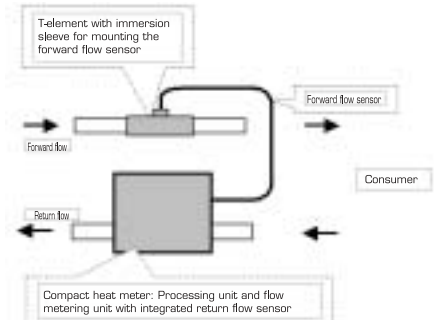 T-element with immersion
sleeve for mounting the
forward flow sensor
Forward flow sensor
Forward flow
Consumer
Return flow
Compact heat meter: Processing unit and flow
metering unit with integrated return flow sensor